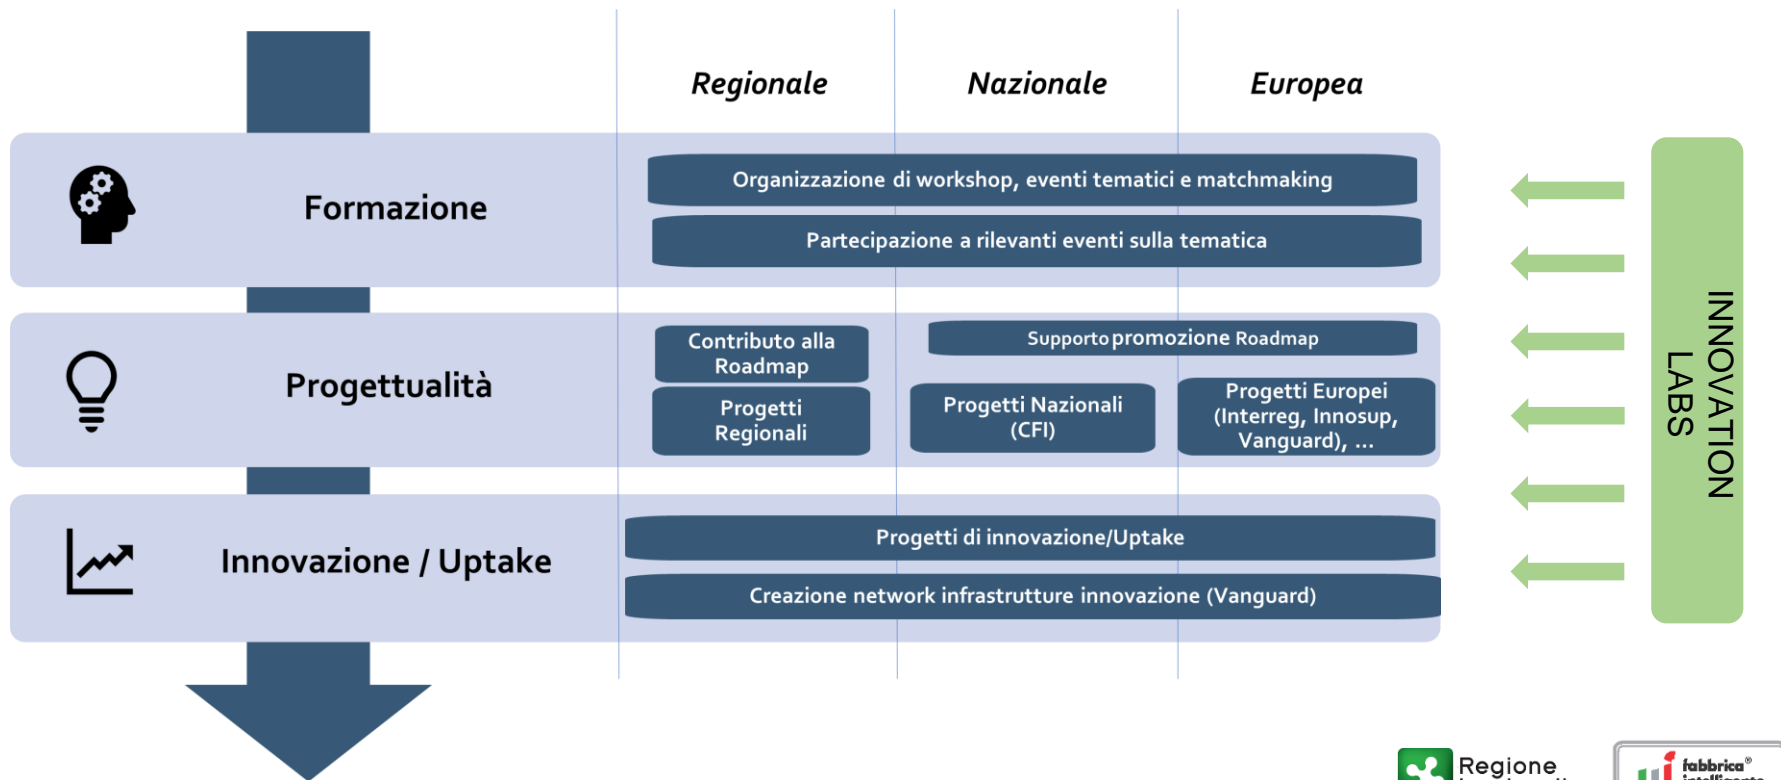 Regionale Nazionale Europea
Formazione
Organizzazione di workshop, eventi tematici e matchmaking
Partecipazione a rilevanti eventi sulla tematica
Progettualità
Contributo alla
Roadmap
Supporto promozione Roadmap
Progetti
Regionali
Progetti Nazionali
(CFI)
Progetti Europei
(Interreg, Innosup,
Vanguard), ...
Innovazione / Uptake
Progetti di innovazione/Uptake
Creazione network infrastrutture innovazione (Vanguard)
INNOVATION
LABS
Regione
fabbrica®